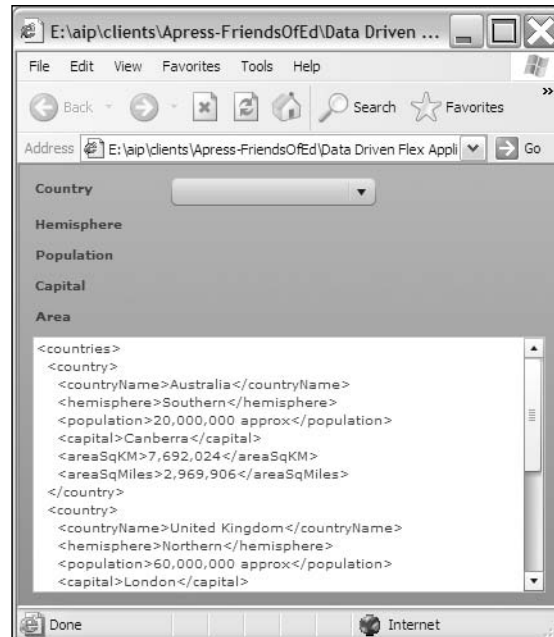 E:\aip\clients\Apress-FriendsOfEd\Data Driven ...
File Edit View Favorites Tools Help
Back Search Favorites »
Address E:\aip\clients\Apress-FriendsOfEd\Data Driven Flex Appli Go
Country
Hemisphere
Population
Capital
Area
<countries>
<country>
<countryName>Australia</countryName>
<hemisphere>Southern</hemisphere>
<population>20,000,000 approx</population>
<capital>Canberra</capital>
<areaSqKM>7,692,024</areaSqKM>
<areaSqMiles>2,969,906</areaSqMiles>
</country>
<country>
<countryName>United Kingdom</countryName>
<hemisphere>Northern</hemisphere>
<population>60,000,000 approx</population>
<capital>London</capital>
Done Internet